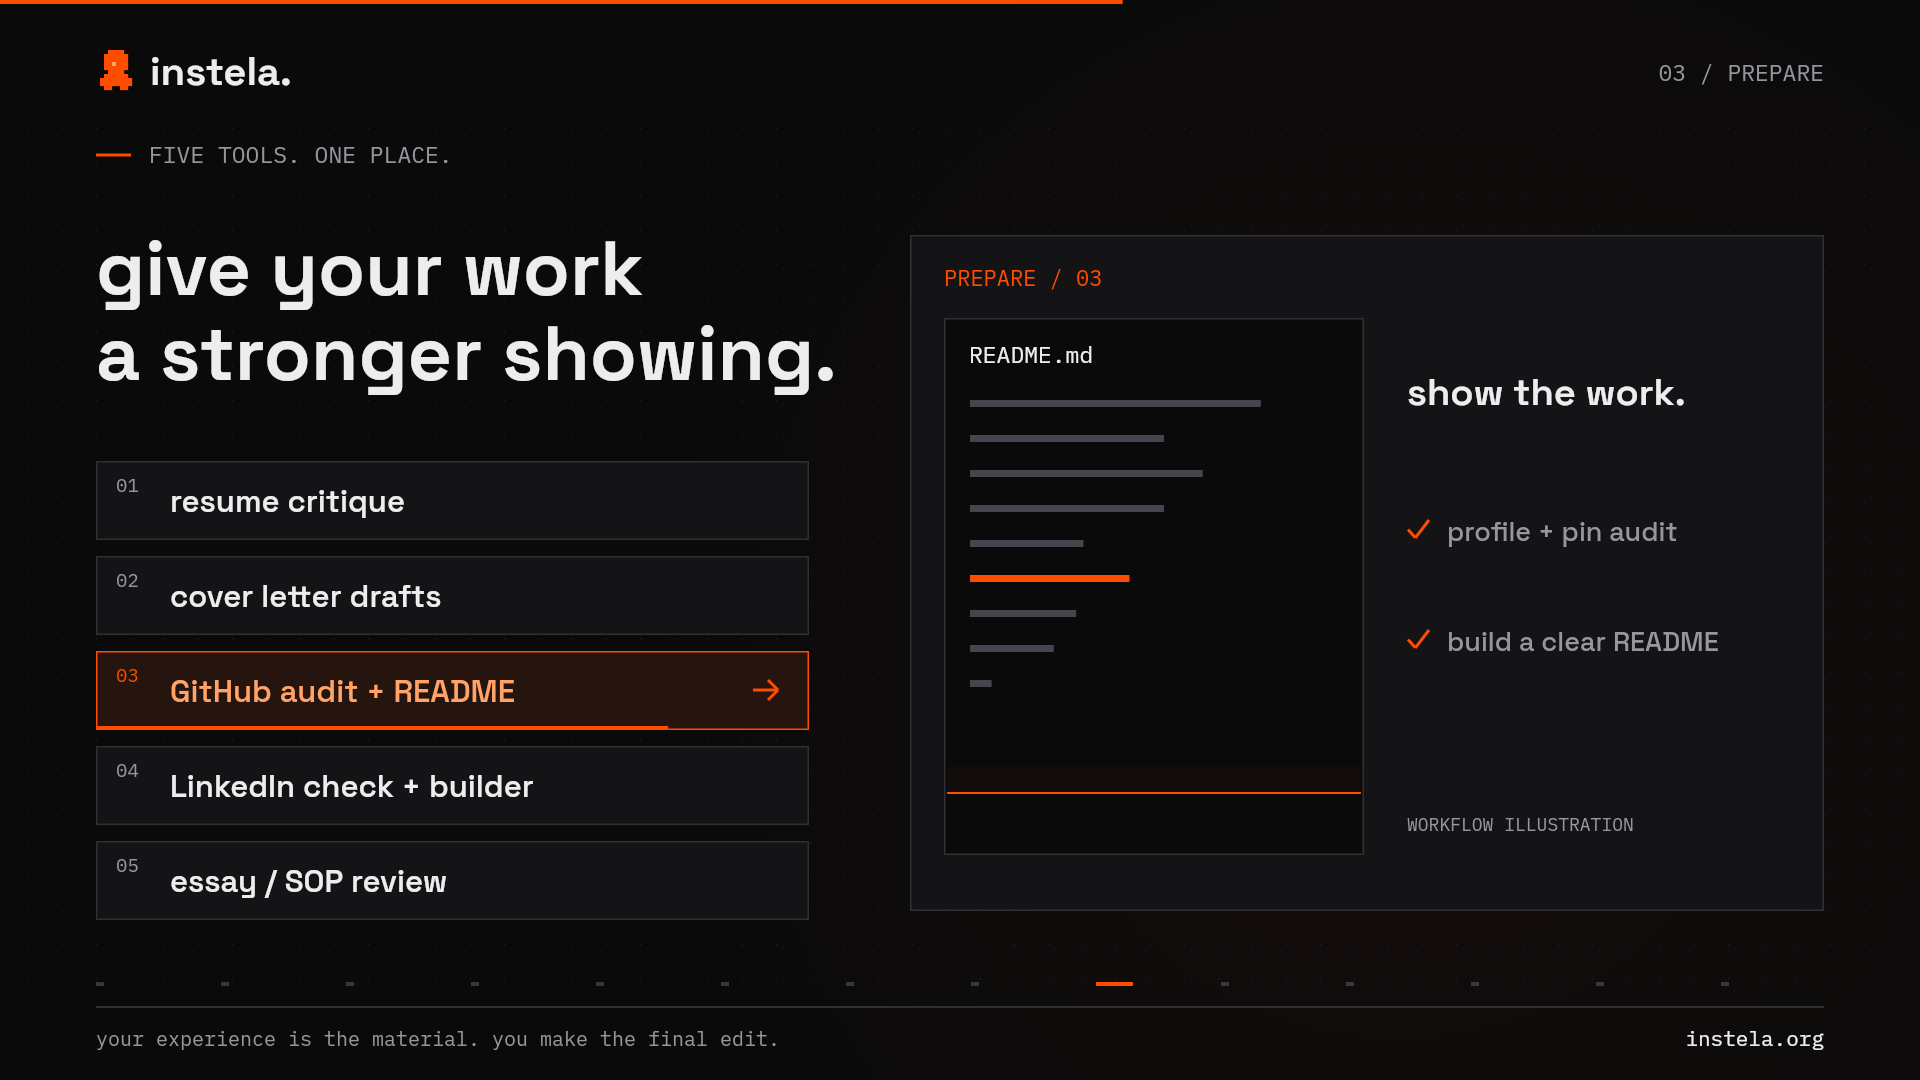 instela.
03 / PREPARE
FIVE TOOLS. ONE PLACE.
give your work
a stronger showing.
01
resume critique
02
cover letter drafts
03
GitHub audit + README
04
LinkedIn check + builder
05
essay / SOP review
PREPARE / 03
README.md
show the work.
profile + pin audit
build a clear README
WORKFLOW ILLUSTRATION
your experience is the material. you make the final edit.
instela.org